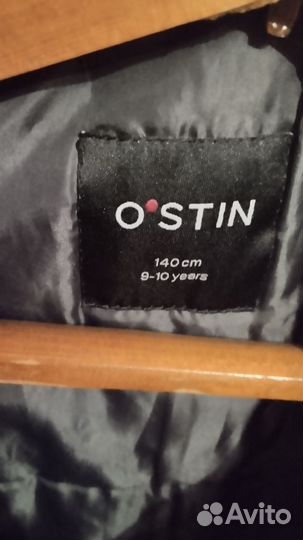 O'STIN
140 cm
9-10 years
Avito